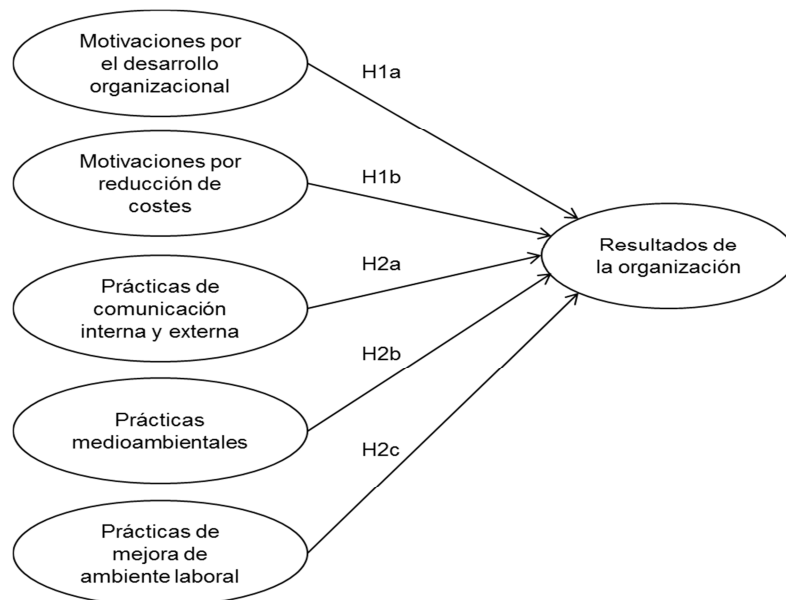 Motivaciones por
el desarrollo
organizacional
H1a
Motivaciones por
reducción de
costes
H1b
Prácticas de
comunicación
interna y externa
H2a
Prácticas
medioambientales
H2b
Prácticas de
mejora de
ambiente laboral
H2c
Resultados de
la organización